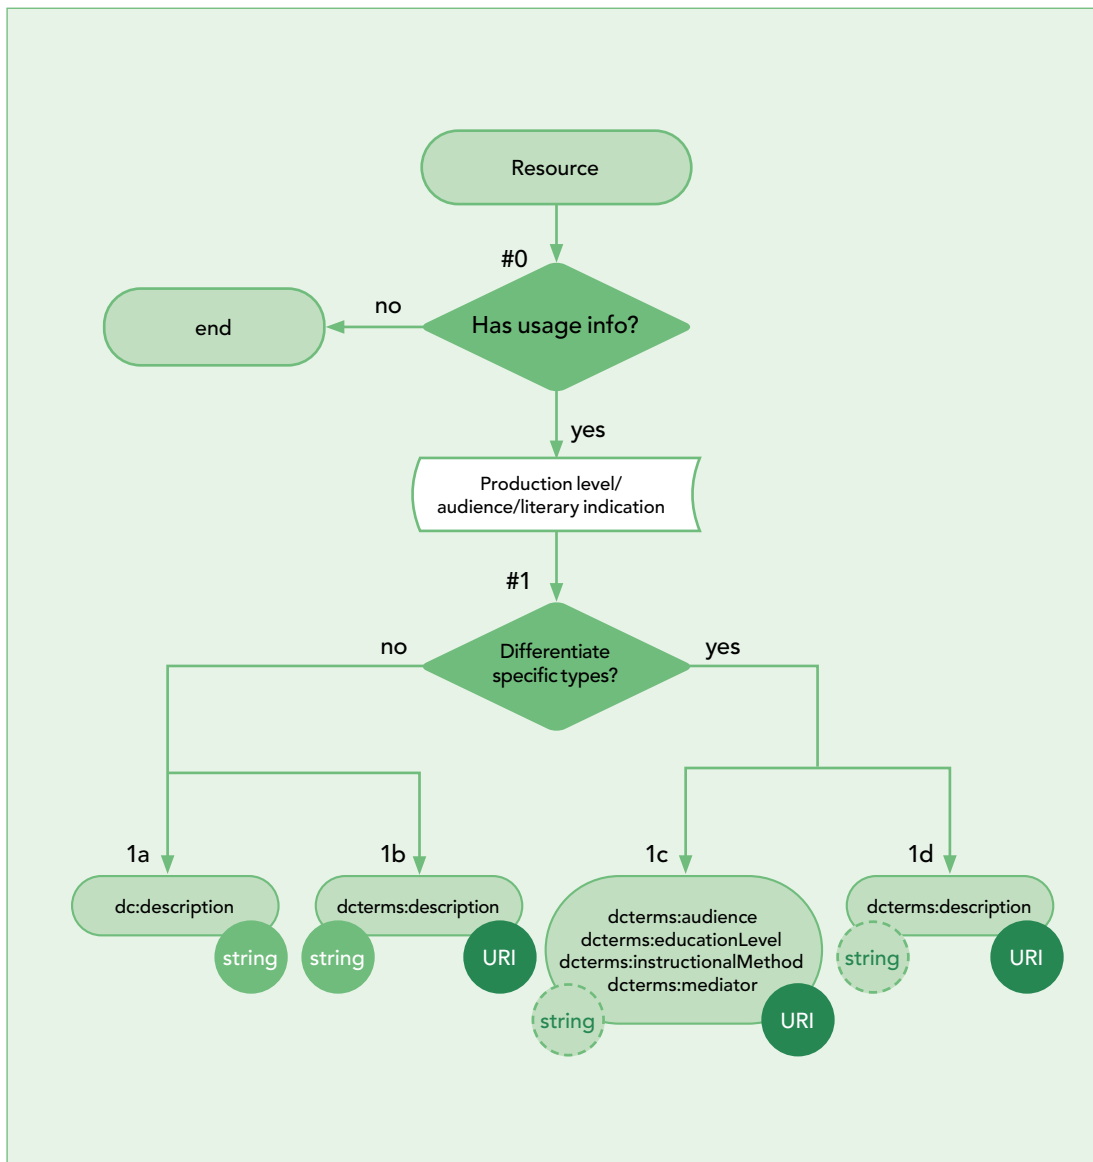 Resource
#0
no
Has usage info?
end
yes
Production level/
audience/literary indication
#1
no
Differentiate
specific types?
yes
1a
1b
1c
1d
dc:description
string
dcterms:description
string
URI
dcterms:audience
dcterms:educationLevel
dcterms:instructionalMethod
dcterms:mediator
string
URI
dcterms:description
string
URI